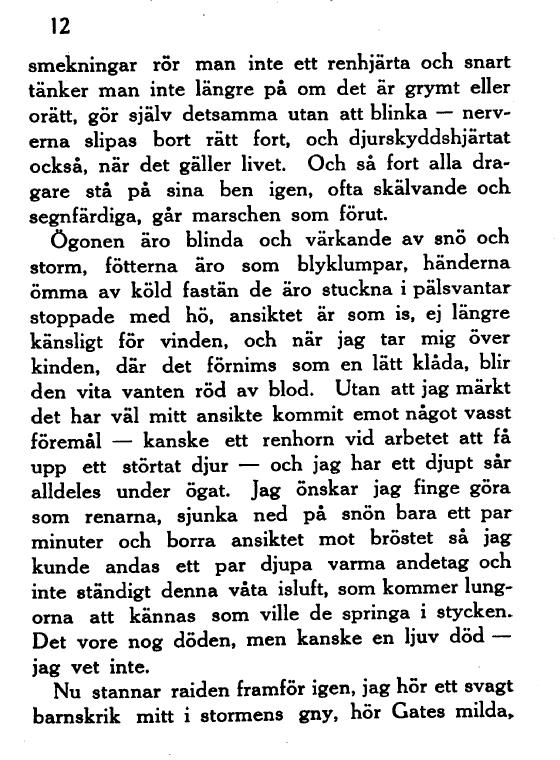 12
smekningar rör man inte ett renhjärta och snart
tänker man inte längre på om det är grymt eller
orätt, gör själv detsamma utan att blinka — nerv-
erna slipas bort rätt fort, och djurskyddshjärtat
också, när det gäller livet. Och så fort alla dra-
gare stå på sina ben igen, ofta skälvande och
segnfärdiga, går marschen som förut.
Ögonen äro blinda och värkande av snö och
storm, fötterna äro som blyklumpar, händerna
ömma av köld fastän de äro stuckna i pälsvantar
stoppade med hö, ansiktet är som is, ej längre
känsligt för vinden, och när jag tar mig över
kinden, där det förnims som en lätt klåda, blir
den vita vanten röd av blod. Utan att jag märkt
det har väl mitt ansikte kommit emot något vasst
föremål — kanske ett renhorn vid arbetet att få
upp ett störtat djur — och jag har ett djupt sår
alldeles under ögat. Jag önskar jag finge göra
som renarna, sjunka ned på snön bara ett par
minuter och borra ansiktet mot bröstet så jag
kunde andas ett par djupa varma andetag och
inte ständigt denna våta isluft, som kommer lung-
orna att kännas som ville de springa i stycken.
Det vore nog döden, men kanske en ljuv död —
jag vet inte.
Nu stannar raiden framför igen, jag hör ett svagt
barnskrik mitt i stormens gny, hör Gates milda,